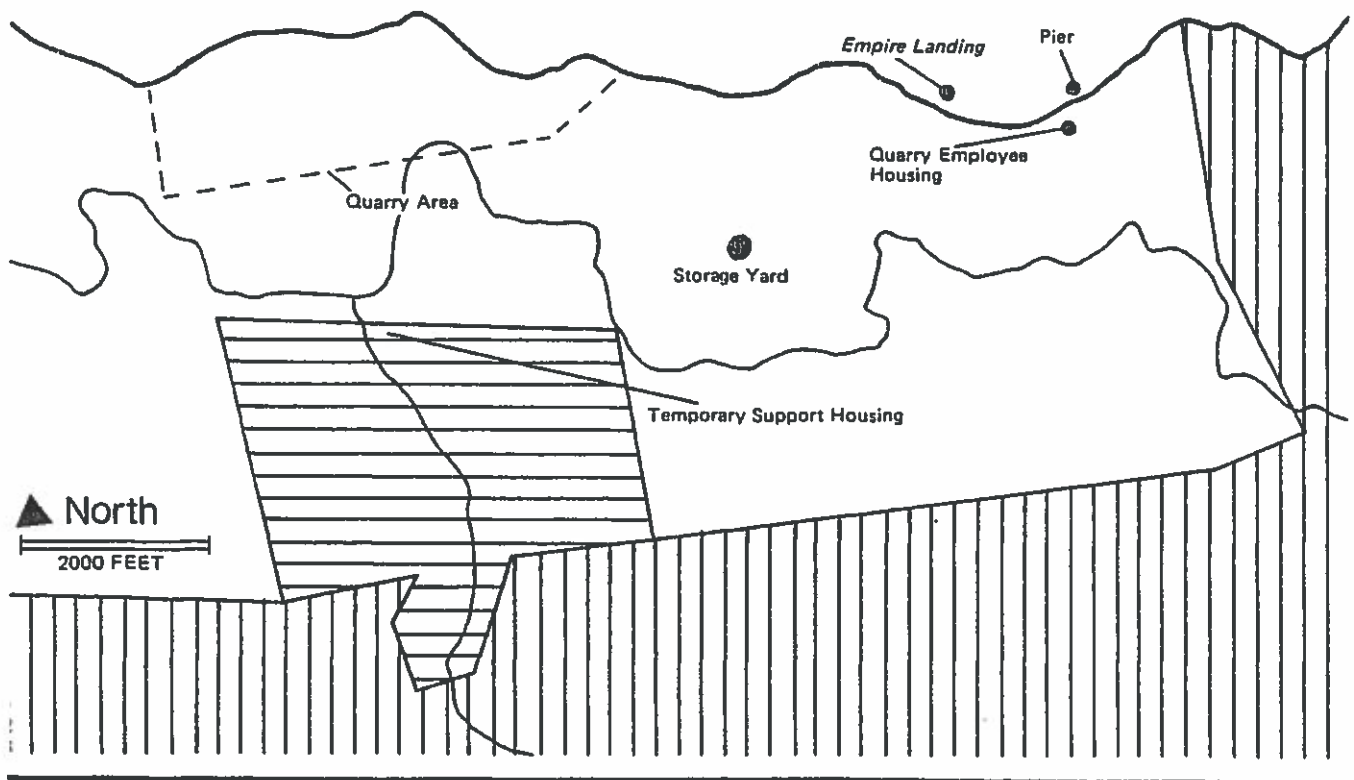 Empire Landing
Pier
Quarry Employee
Housing
Quarry Area
Storage Yard
Temporary Support Housing
North
2000 FEET